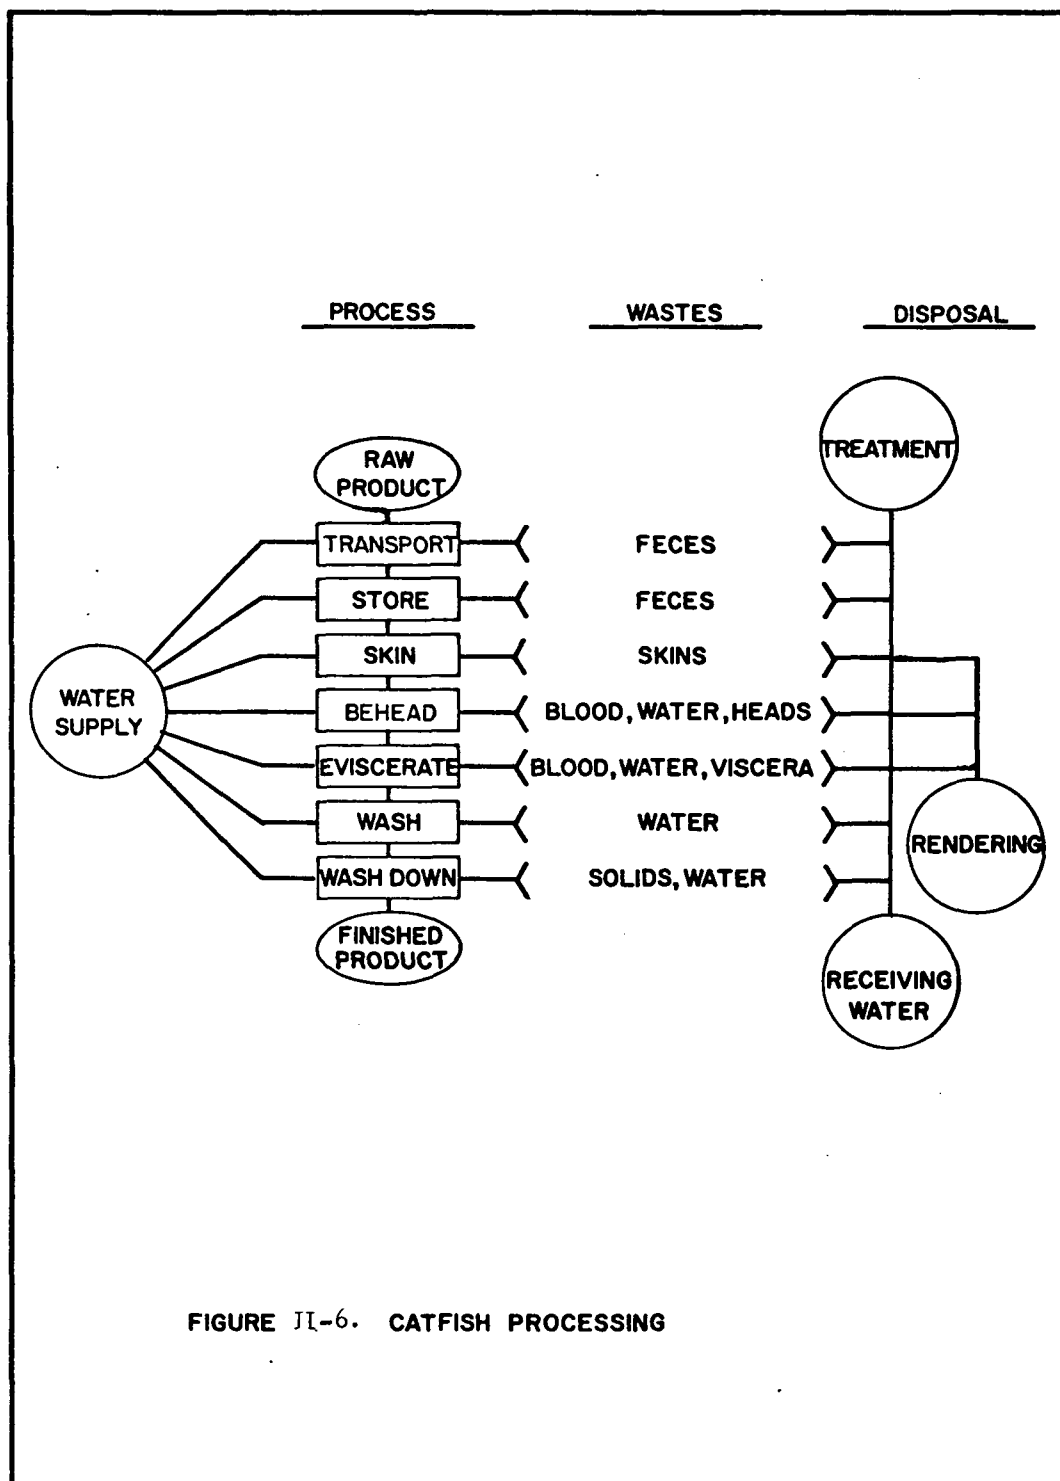 PROCESS WASTES DISPOSAL
TREATMENT
RAW
PRODUCT
TRANSPORT FECES
STORE FECES
SKIN SKINS
WATER
SUPPLY
BEHEAD BLOOD, WATER, HEADS
EVISCERATE BLOOD, WATER, VISCERA
WASH WATER
RENDERING
WASH DOWN SOLIDS, WATER
FINISHED
PRODUCT
RECEIVING
WATER
FIGURE II-6. CATFISH PROCESSING